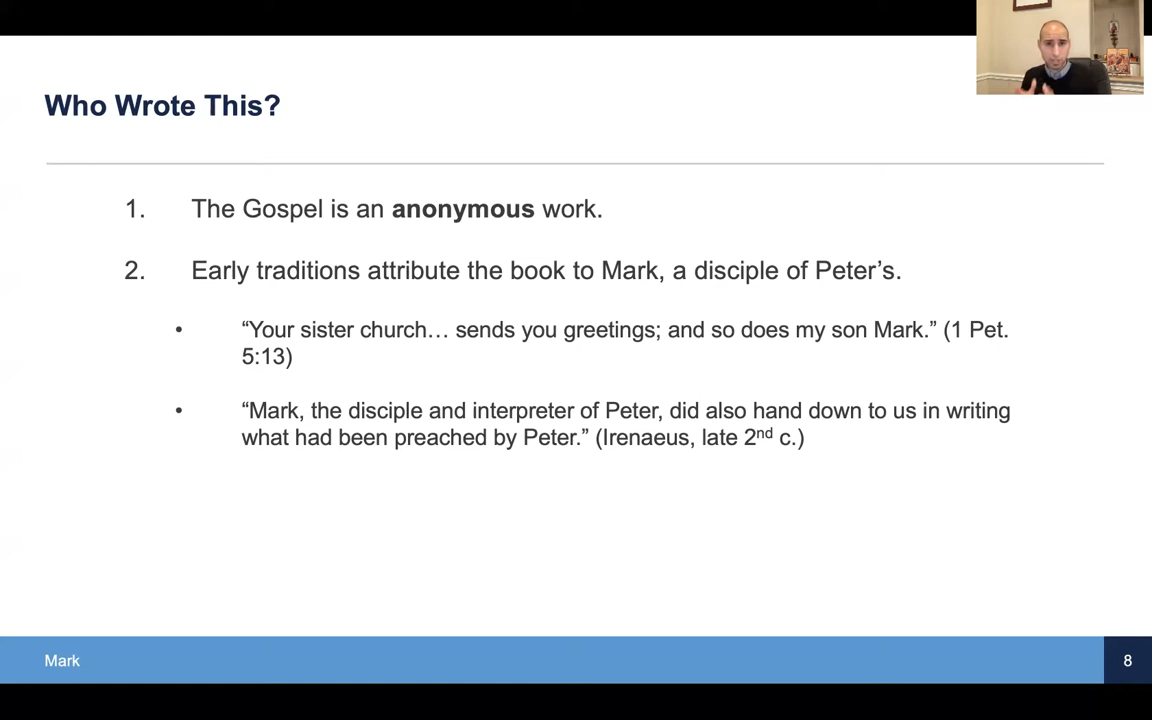 Who Wrote This?
1. The Gospel is an anonymous work.
2. Early traditions attribute the book to Mark, a disciple of Peter’s.
• “Your sister church… sends you greetings; and so does my son Mark.” (1 Pet.
5:13)
• “Mark, the disciple and interpreter of Peter, did also hand down to us in writing
what had been preached by Peter.” (Irenaeus, late 2nd c.)
Mark
8